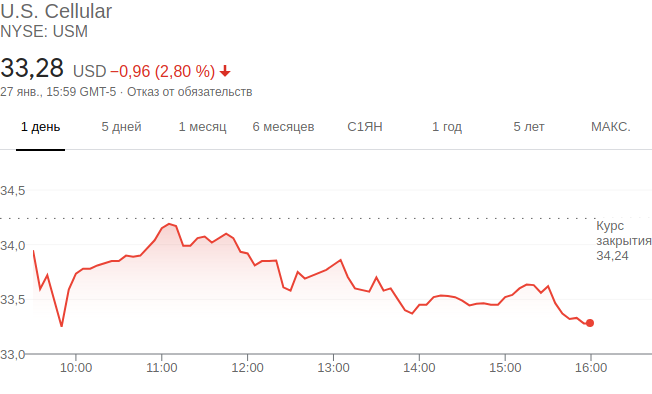 U.S. Cellular
NYSE: USM
33,28 USD −0,96 (2,80 %)
27 янв., 15:59 GMT-5 · Отказ от обязательств
1 день 5 дней 1 месяц 6 месяцев С1ЯН 1 год 5 лет МАКС.
34,5
Курс
закрытия
34,24
34,0
33,5
33,0
10:00 11:00 12:00 13:00 14:00 15:00 16:00